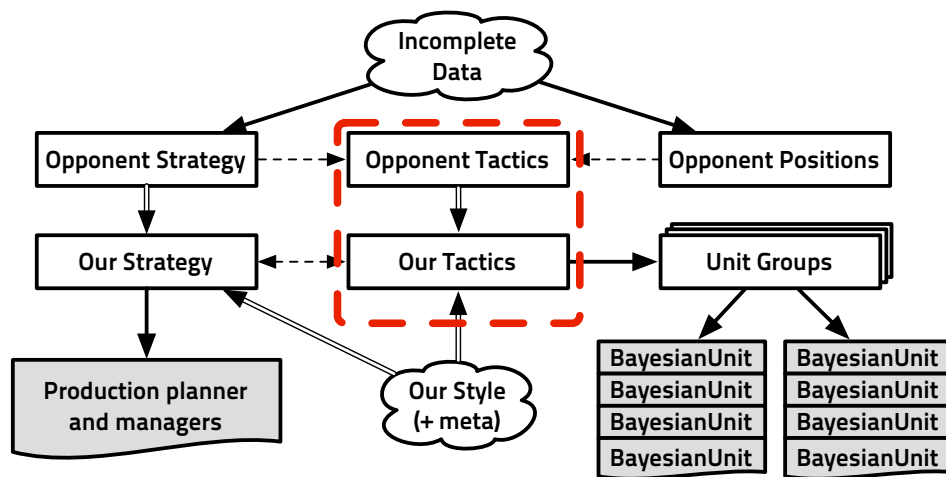 Incomplete
Data
Opponent Strategy
Opponent Tactics
Opponent Positions
Our Strategy
Our Tactics
Unit Groups
Production planner
and managers
Our Style
(+ meta)
BayesianUnit
BayesianUnit
BayesianUnit
BayesianUnit
BayesianUnit
BayesianUnit
BayesianUnit
BayesianUnit